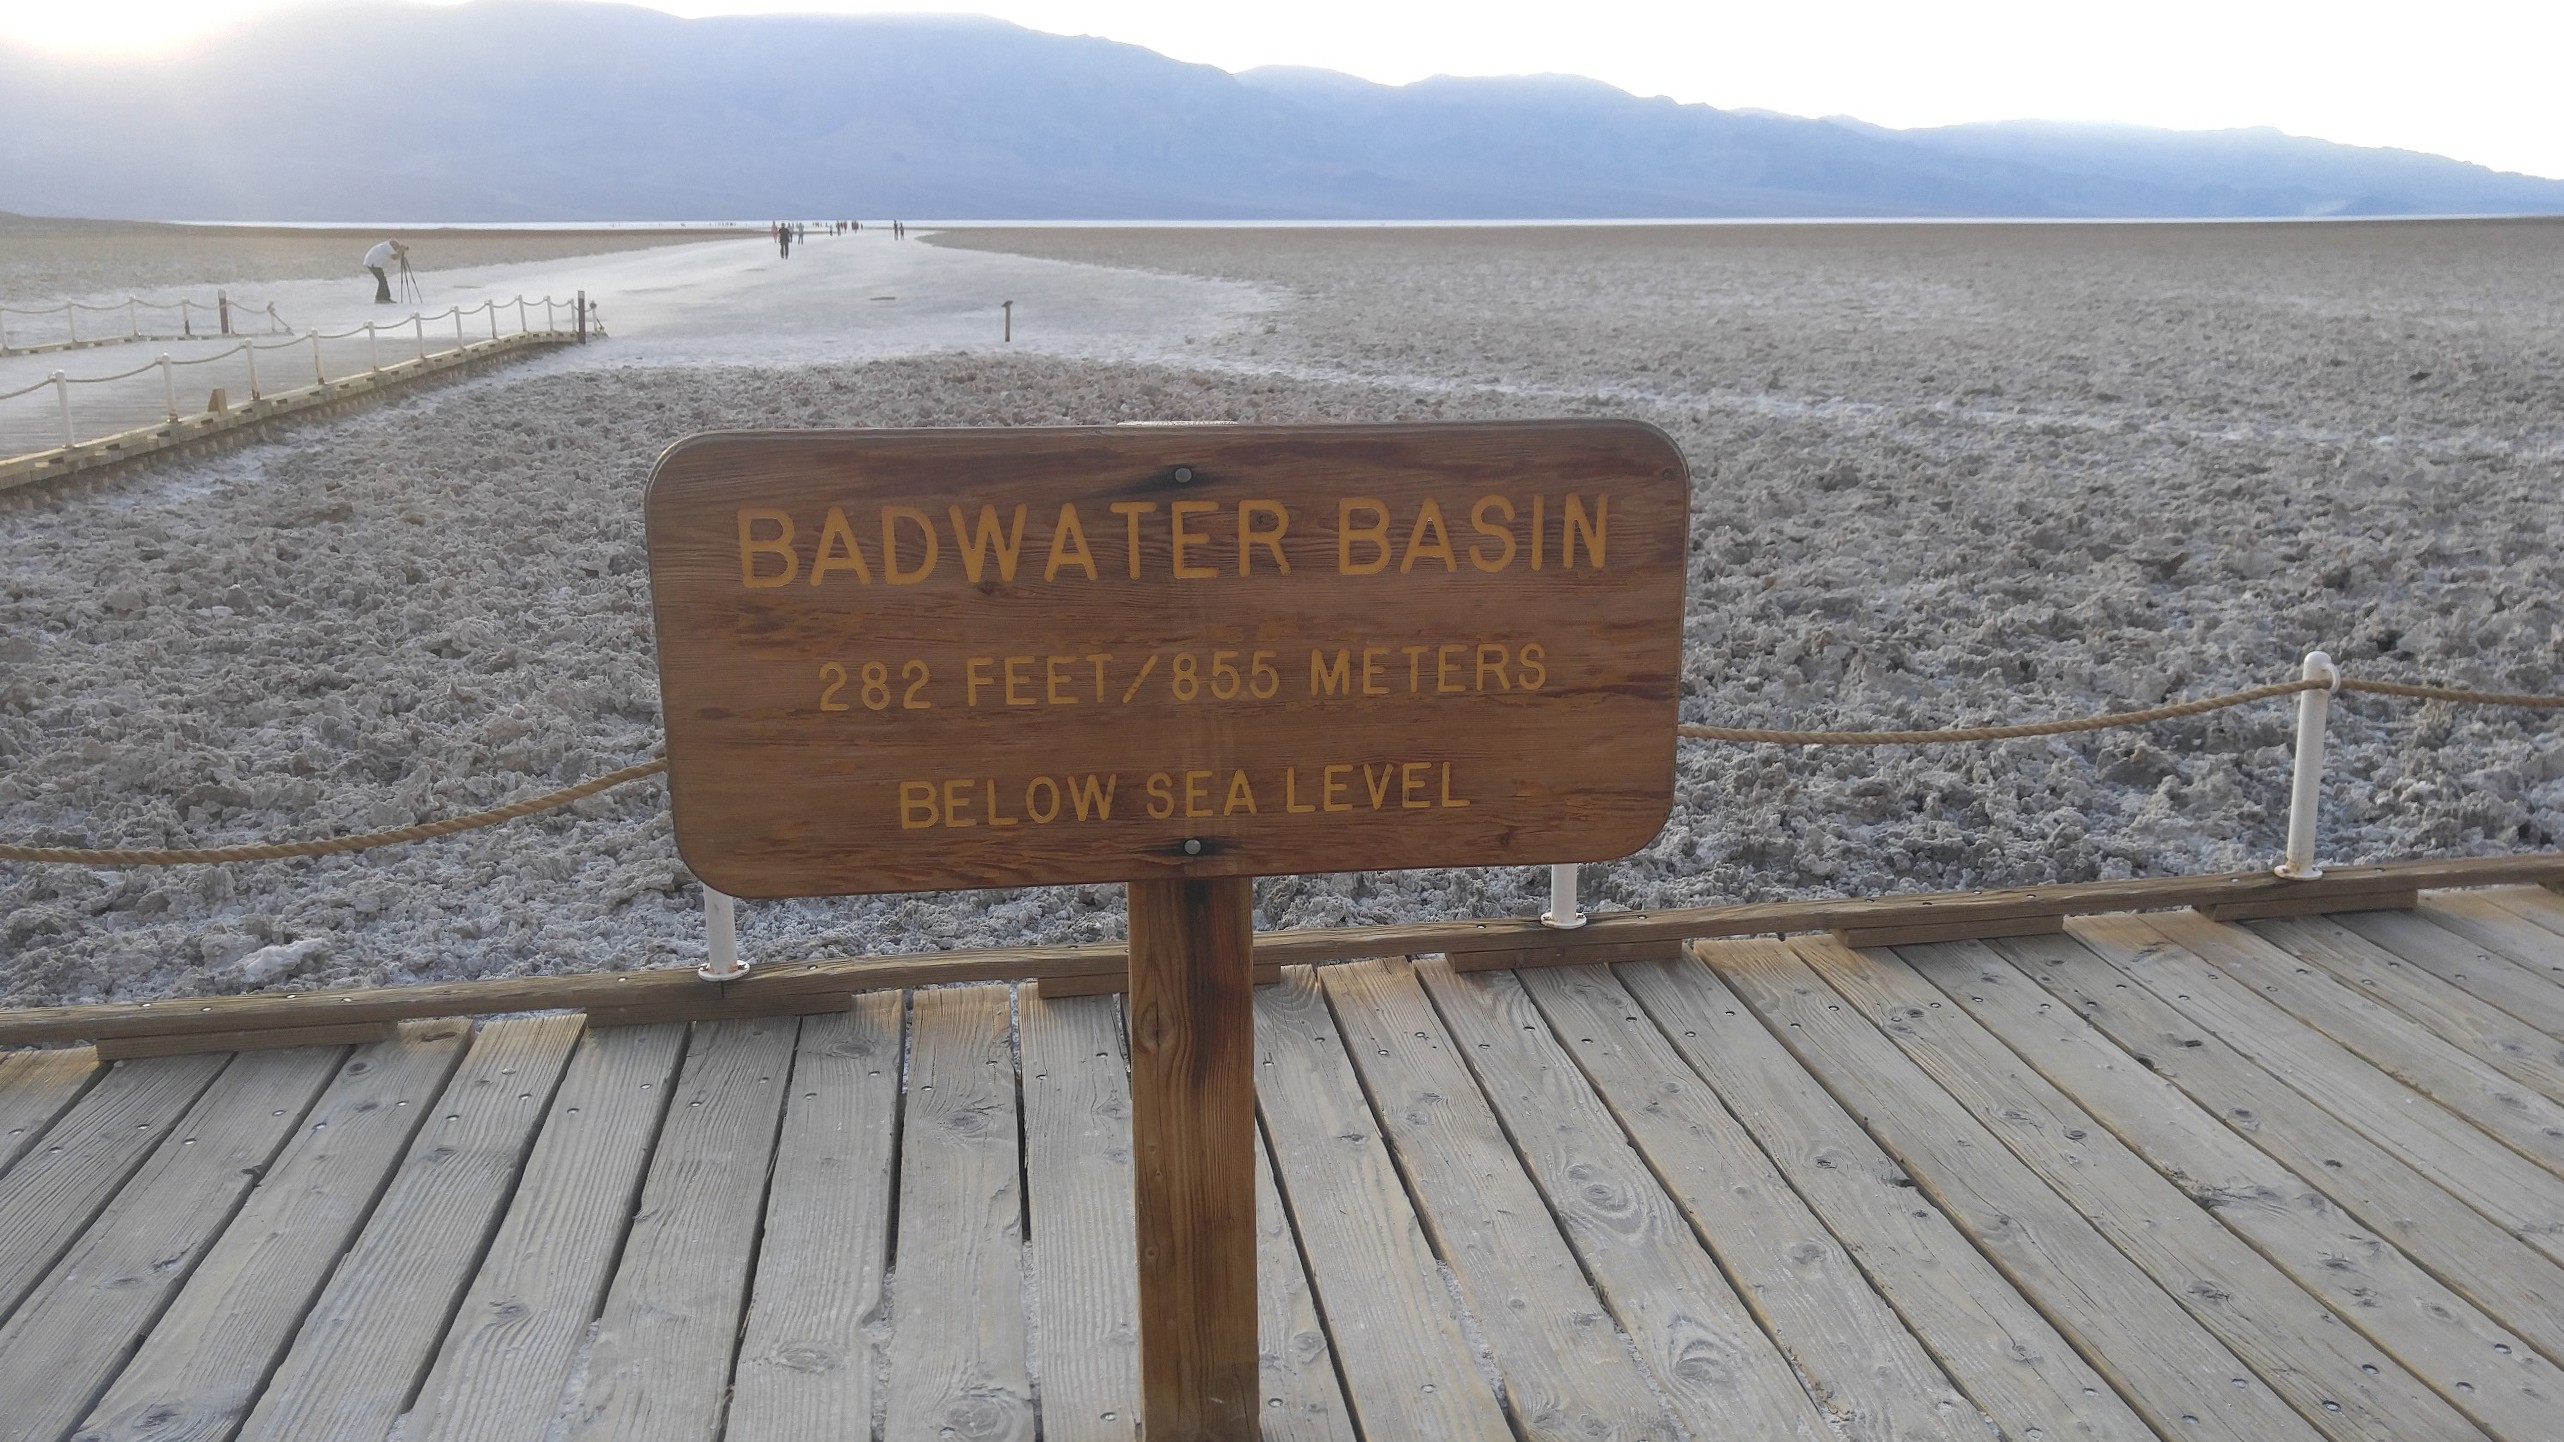 BADWATER BASIN
282 FEET/855 METERS
BELOW SEA LEVEL